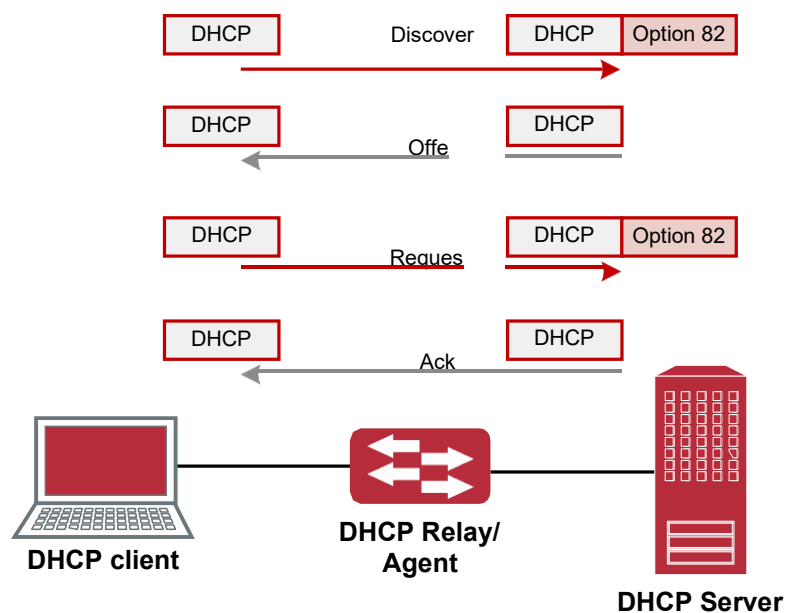 DHCP Discover DHCP Option 82
DHCP Offe DHCP
DHCP Reques DHCP Option 82
DHCP Ack DHCP
DHCP client
DHCP Relay/
Agent
DHCP Server